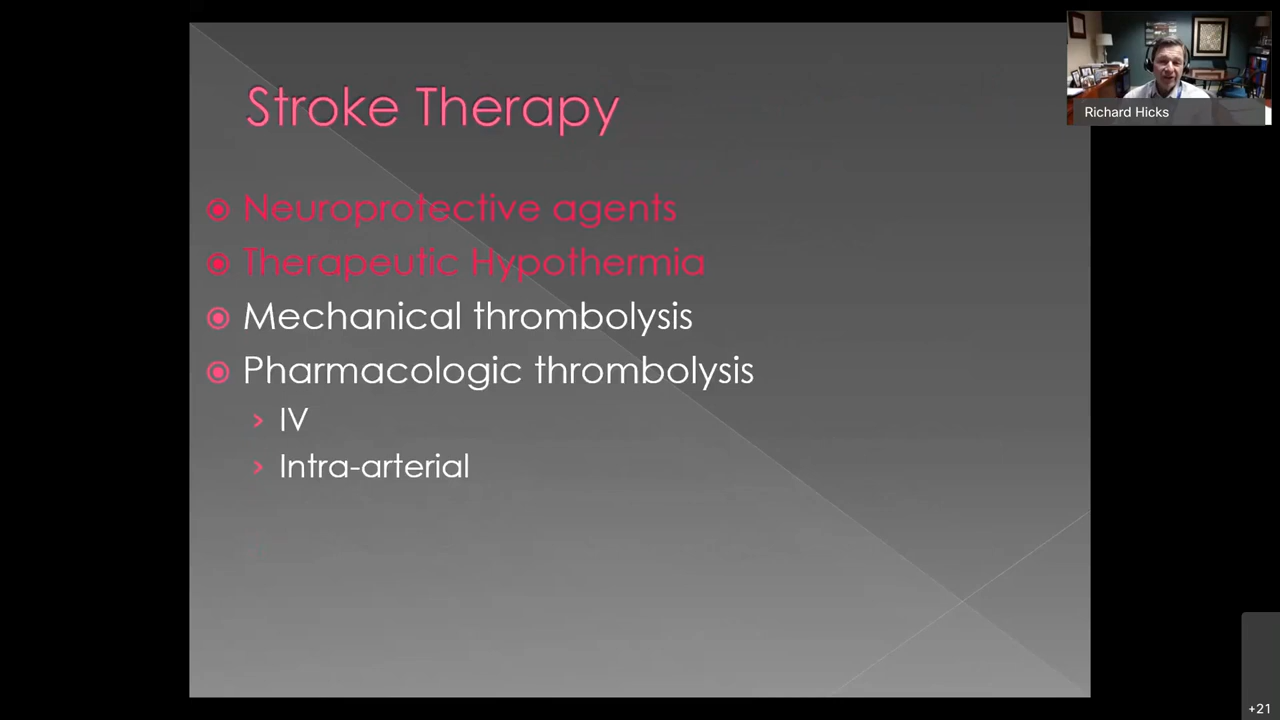 Stroke Therapy
Neuroprotective agents
Therapeutic Hypothermia
Mechanical thrombolysis
Pharmacologic thrombolysis
IV
Intra-arterial
Richard Hicks
+21